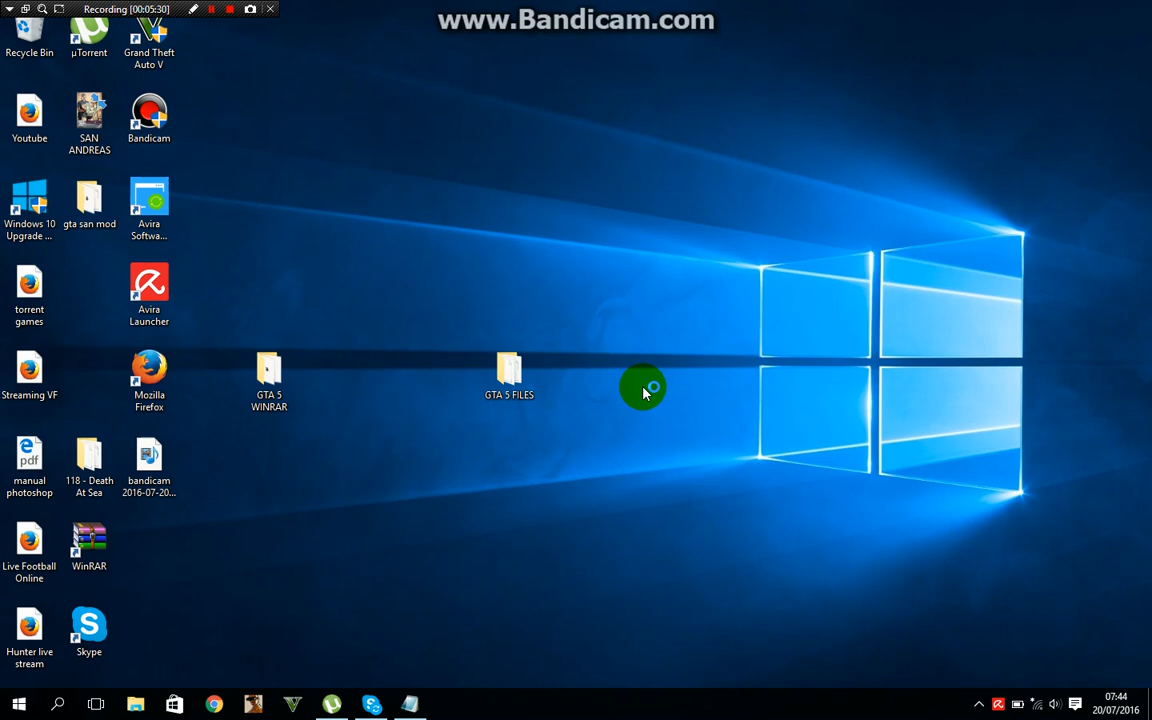 Recording [00:05:30]
www.Bandicam.com
Recycle Bin
µTorrent
Grand Theft
Auto V
Youtube
SAN
ANDREAS
Bandicam
Windows 10
Upgrade ...
gta san mod
Avira
Softwa...
torrent
games
Avira
Launcher
Streaming VF
Mozilla
Firefox
GTA 5
WINRAR
GTA 5 FILES
pdf
manual
photoshop
118 - Death
At Sea
bandicam
2016-07-20...
Live Football
Online
WinRAR
Hunter live
stream
Skype
07:44
20/07/2016